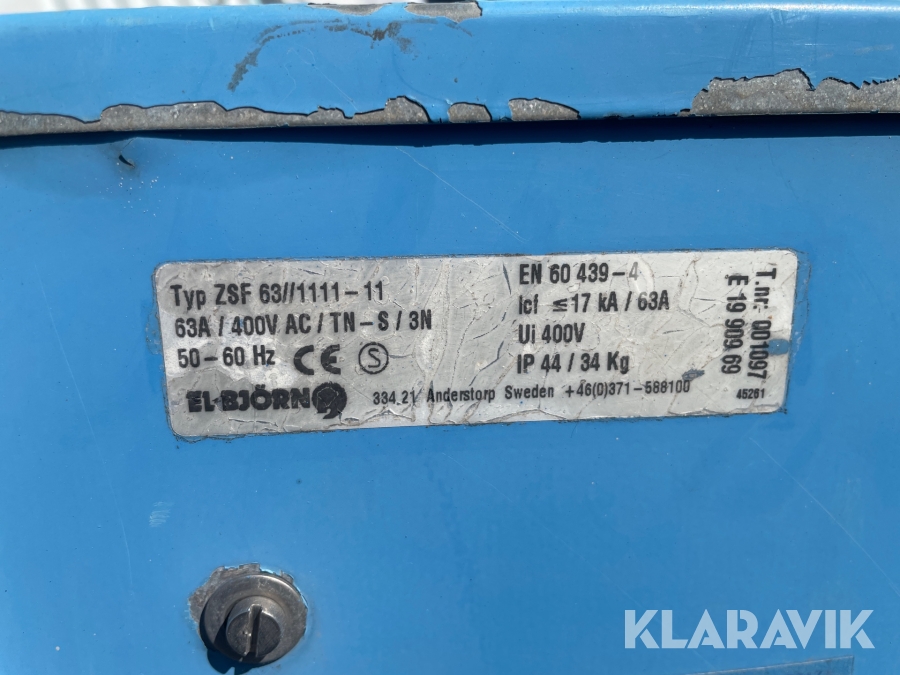 Typ ZSF 63//1111-11
63A / 400V AC / TN-S / 3N
50-60 Hz CE S
EL-BJÖRN
EN 60 439-4
Icf ≤17 kA / 63A
Ui 400V
IP 44 / 34 Kg
334 21 Anderstorp Sweden +46(0)371-588100
T.nr: 001097
E 19 909 69
45261
KLARAVIK